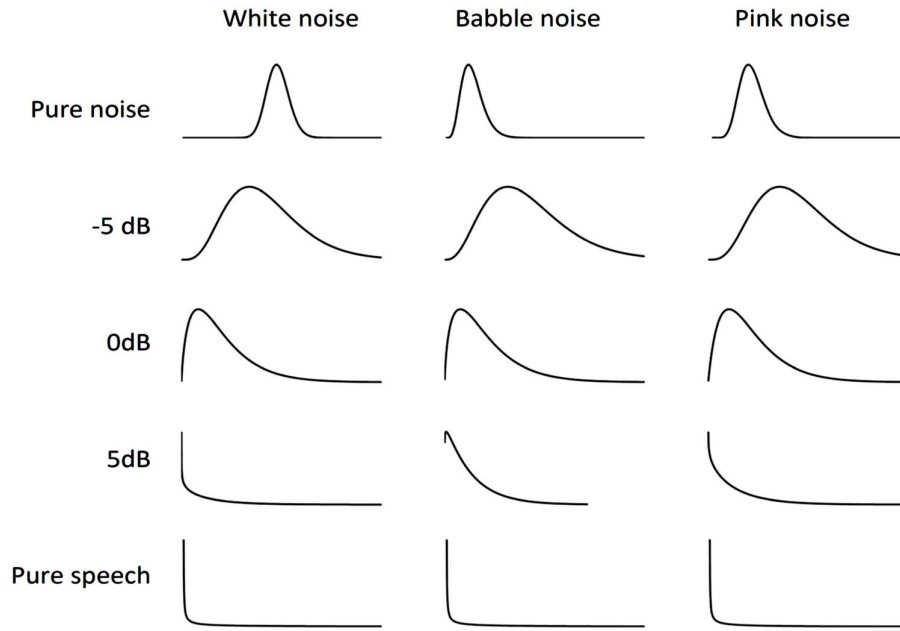 White noise Babble noise Pink noise
Pure noise
-5 dB
0dB
5dB
Pure speech